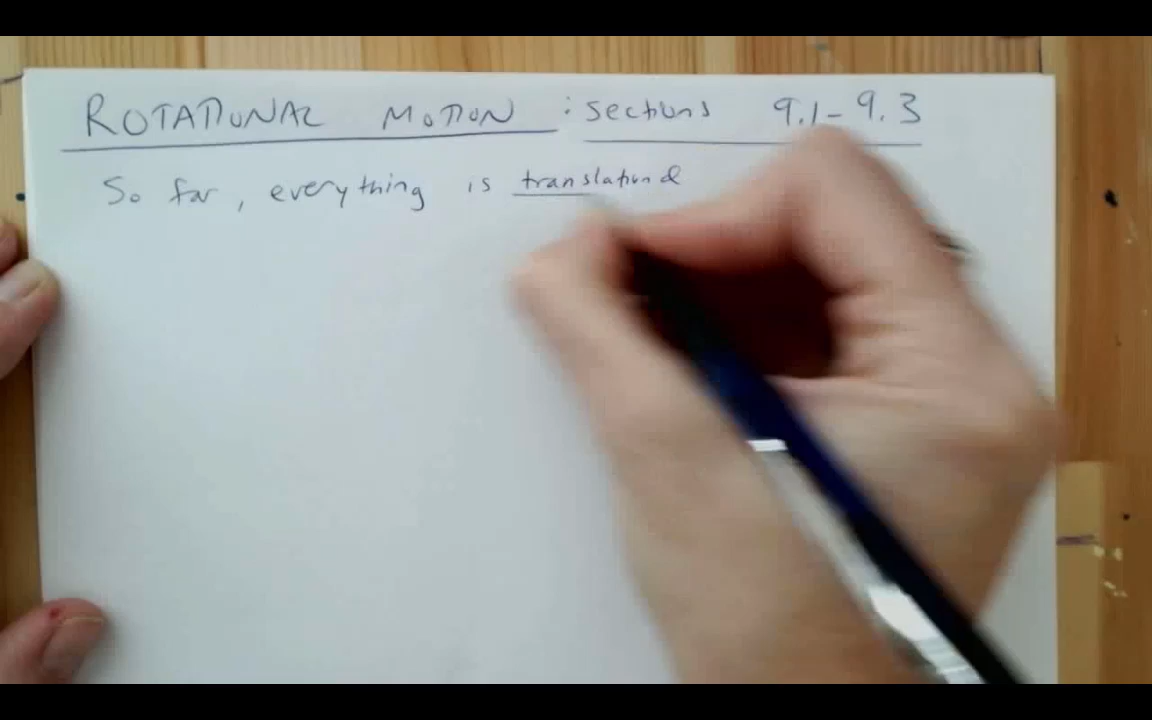 ROTATIONAL MOTION : sections 9.1-9.3
So far, everything is translational